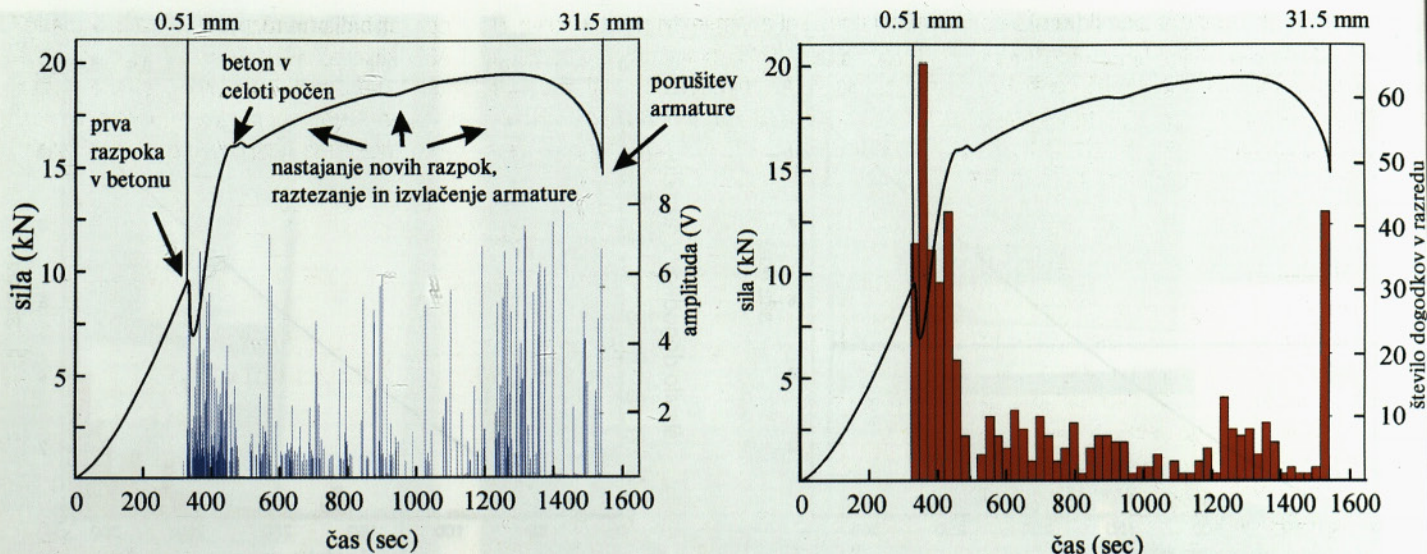 0.51 mm
31.5 mm
20
15
10
5
sila (kN)
prva
razpoka
v betonu
beton v
celoti počen
nastajanje novih razpok,
raztezanje in izvlačenje armature
porušitev
armature
8
6
4
2
amplituda (V)
0
200
400
600
800
1000
1200
1400
1600
čas (sec)
0.51 mm
31.5 mm
20
15
10
5
sila (kN)
60
50
40
30
20
10
število dogodkov v razredu
0
200
400
600
800
1000
1200
1400
1600
čas (sec)